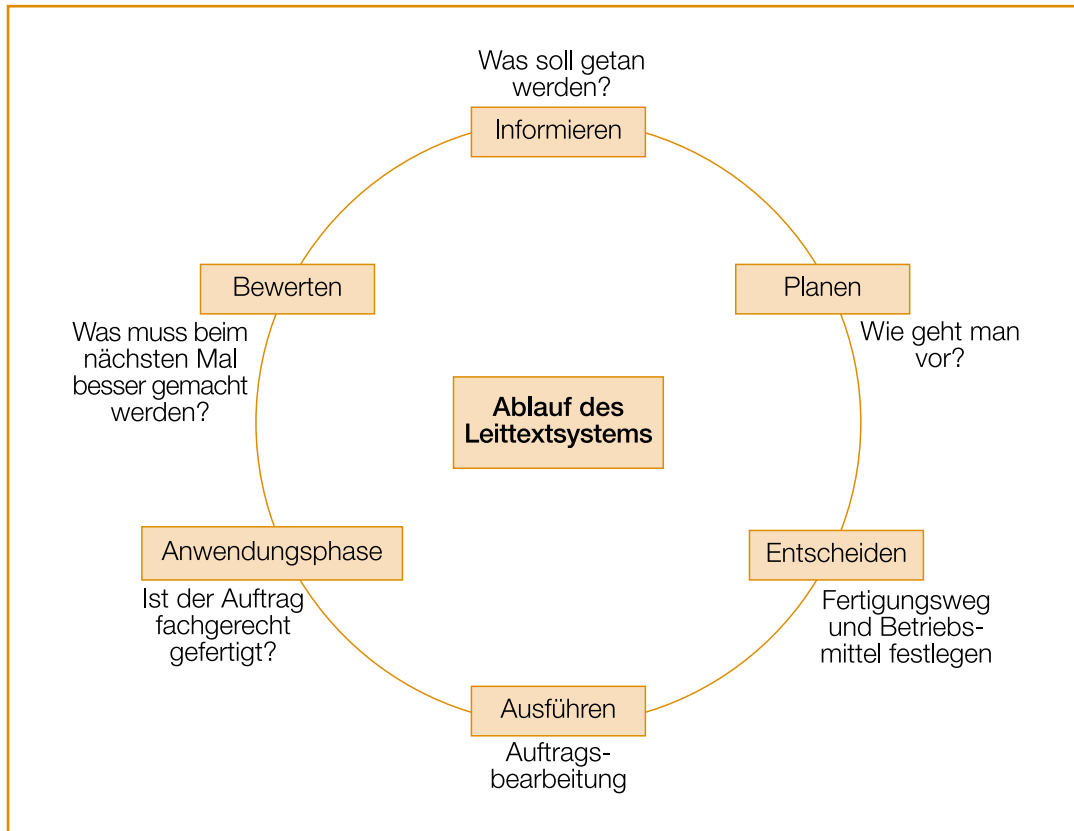 Was soll getan
werden?
Informieren
Planen
Wie geht man
vor?
Entscheiden
Fertigungsweg
und Betriebs-
mittel festlegen
Ausführen
Auftrags-
bearbeitung
Anwendungsphase
Ist der Auftrag
fachgerecht
gefertigt?
Bewerten
Was muss beim
nächsten Mal
besser gemacht
werden?
Ablauf des
Leittextsystems